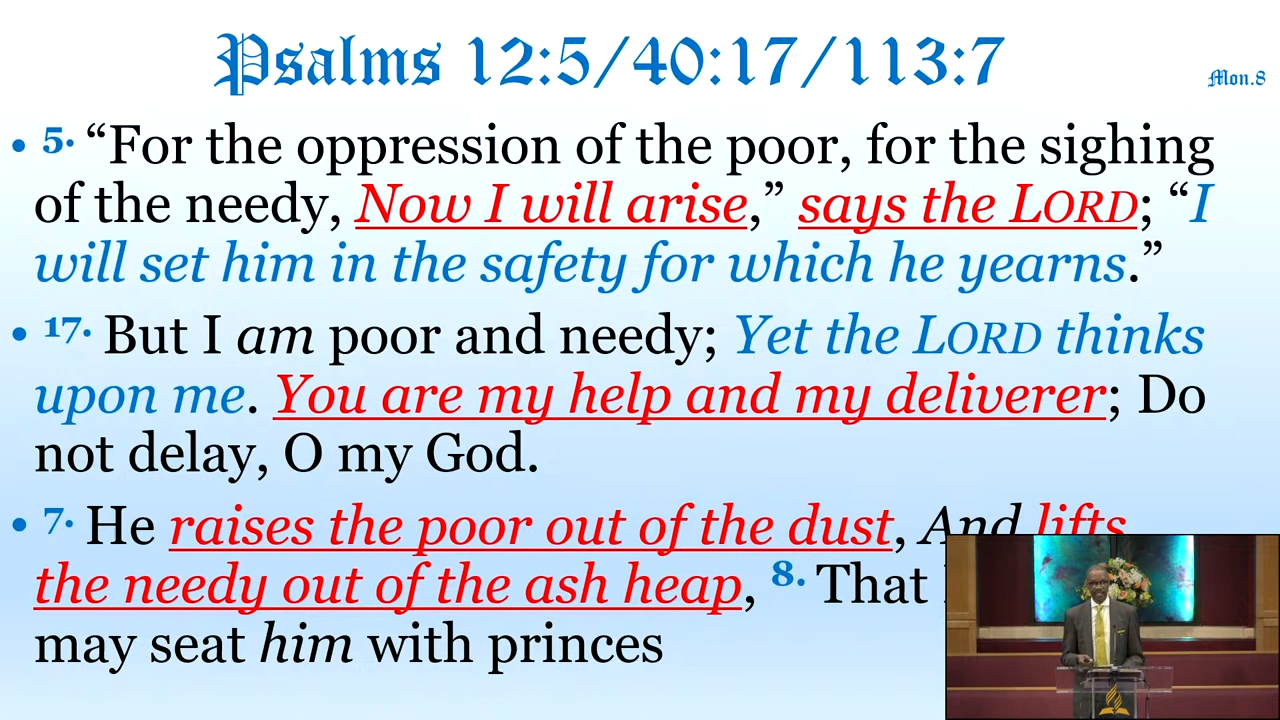 Psalms 12:5/40:17/113:7
Mon.8
• 5. “For the oppression of the poor, for the sighing
of the needy, Now I will arise,” says the LORD; “I
will set him in the safety for which he yearns.”
• 17. But I am poor and needy; Yet the LORD thinks
upon me. You are my help and my deliverer; Do
not delay, O my God.
• 7. He raises the poor out of the dust, And lifts
the needy out of the ash heap, 8. That
may seat him with princes